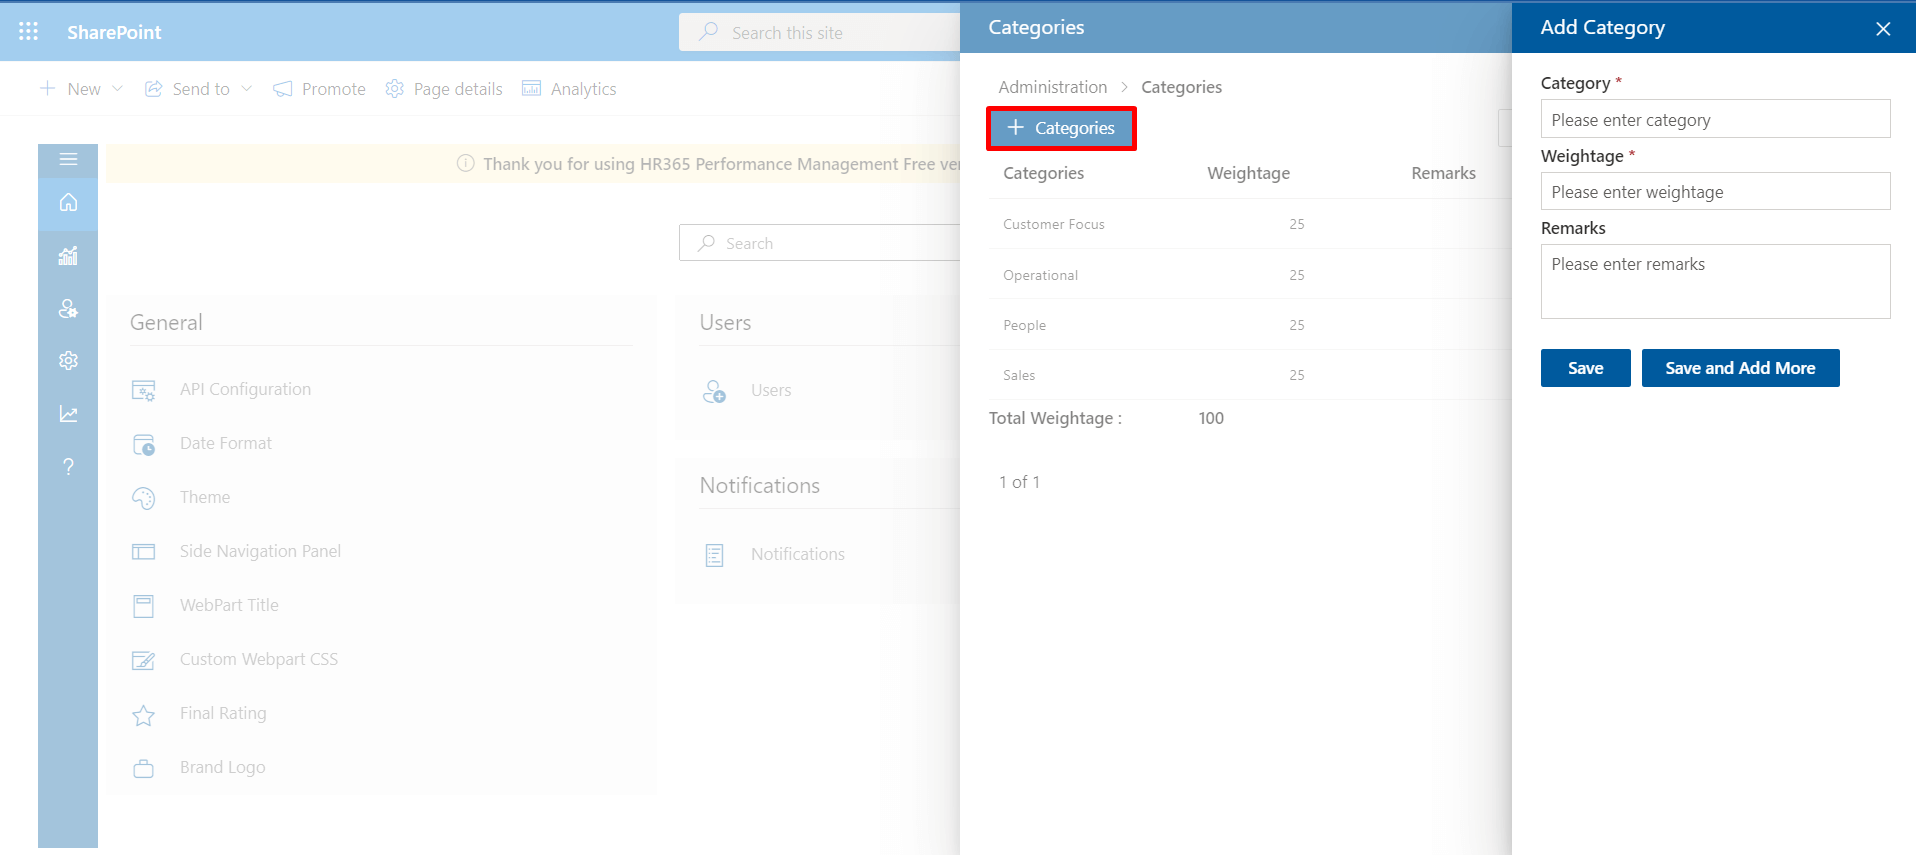 SharePoint
Search this site
New
Send to
Promote
Page details
Analytics
Thank you for using HR365 Performance Management Free
Search
General
API Configuration
Date Format
Theme
Side Navigation Panel
WebPart Title
Custom Webpart CSS
Final Rating
Brand Logo
Users
Users
Notifications
Notifications
?
Categories
Administration > Categories
+ Categories
Categories Weightage Remarks
Customer Focus 25
Operational 25
People 25
Sales 25
Total Weightage : 100
1 of 1
Add Category
Category *
Please enter category
Weightage *
Please enter weightage
Remarks
Please enter remarks
Save
Save and Add More